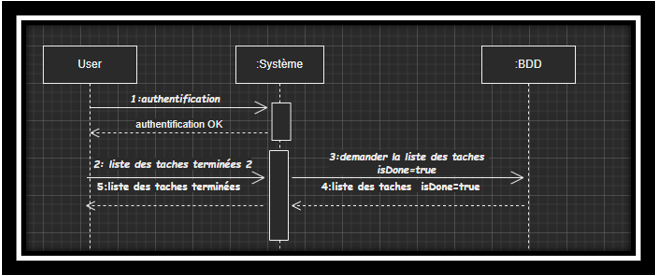 User
:Système
:BDD
1:authentification
authentification OK
2: liste des taches terminées 2
3:demander la liste des taches
isDone=true
5:liste des taches terminées
4:liste des taches isDone=true